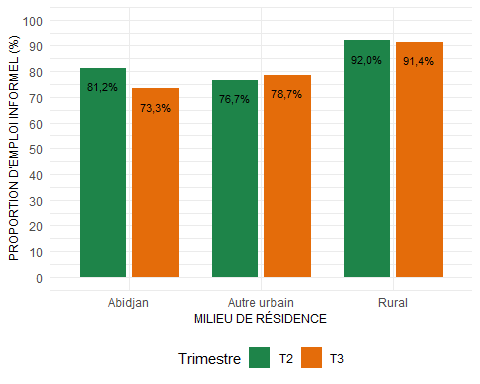 PROPORTION D'EMPLOI INFORMEL (%)
100
90
80
70
60
50
40
30
20
10
0
81,2%
73,3%
76,7%
78,7%
92,0%
91,4%
Abidjan
Autre urbain
Rural
MILIEU DE RÉSIDENCE
Trimestre T2 T3